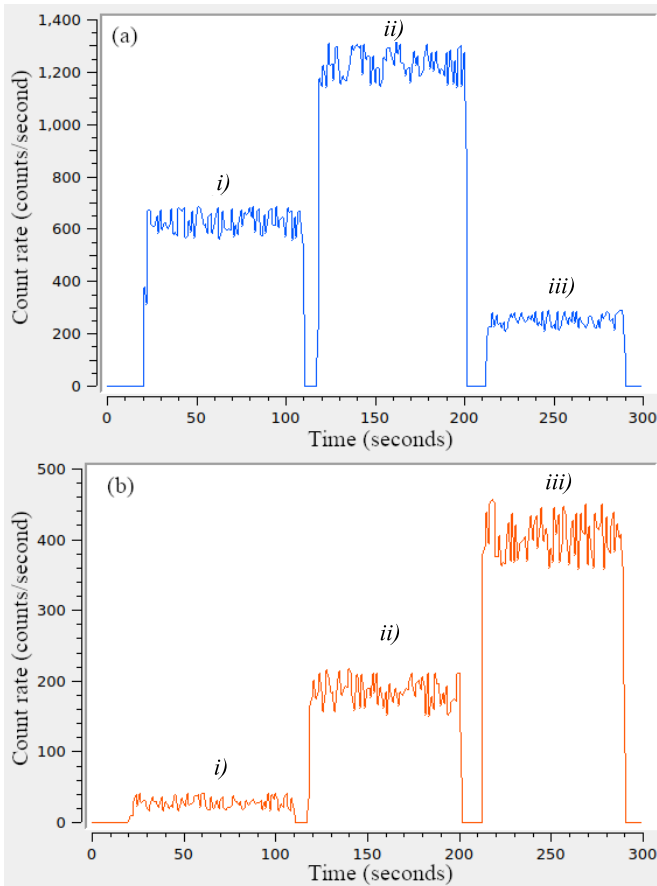 1,400
(a)
ii)
1,200
1,000
800
i)
600
400
iii)
200
0
Count rate (counts/second)
0 50 100 150 200 250 300
Time (seconds)
500
(b)
iii)
400
300
ii)
200
100
i)
0
Count rate (counts/second)
0 50 100 150 200 250 300
Time (seconds)